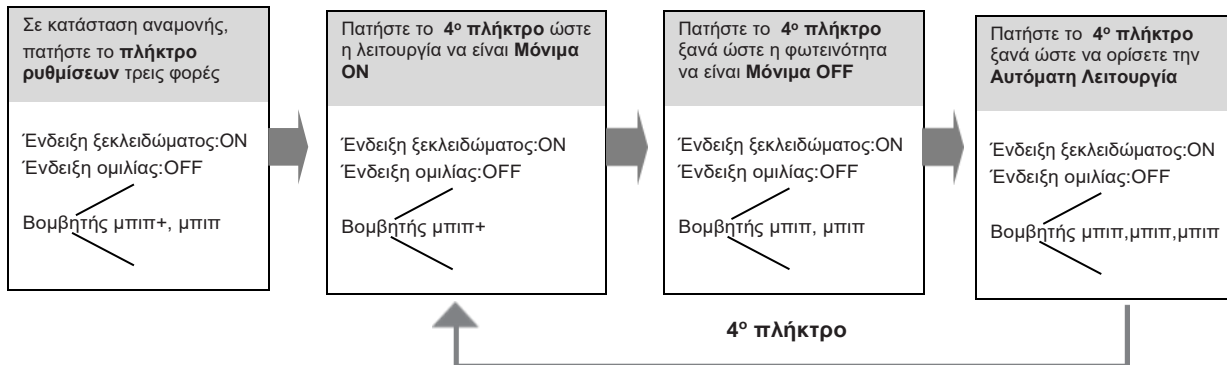 Σε κατάσταση αναμονής,
πατήστε το πλήκτρο
ρυθμίσεων τρεις φορές
Ένδειξη ξεκλειδώματος:ON
Ένδειξη ομιλίας:OFF
Βομβητής μπιπ+, μπιπ
Πατήστε το 4ο πλήκτρο ώστε
η λειτουργία να είναι Μόνιμα
ON
Ένδειξη ξεκλειδώματος:ON
Ένδειξη ομιλίας:OFF
Βομβητής μπιπ+
Πατήστε το 4ο πλήκτρο
ξανά ώστε η φωτεινότητα
να είναι Μόνιμα OFF
Ένδειξη ξεκλειδώματος:ON
Ένδειξη ομιλίας:OFF
Βομβητής μπιπ, μπιπ
Πατήστε το 4ο πλήκτρο
ξανά ώστε να ορίσετε την
Αυτόματη Λειτουργία
Ένδειξη ξεκλειδώματος:ON
Ένδειξη ομιλίας:OFF
Βομβητής μπιπ,μπιπ,μπιπ
4ο πλήκτρο